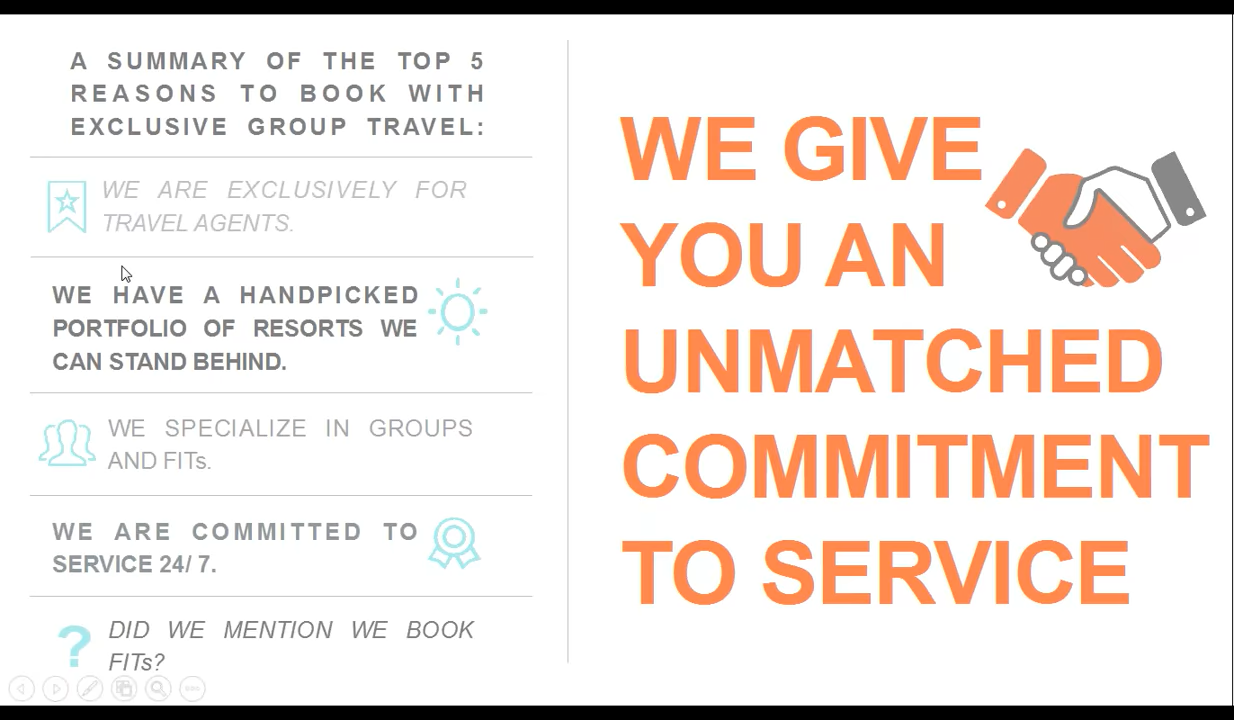 A SUMMARY OF THE TOP 5
REASONS TO BOOK WITH
EXCLUSIVE GROUP TRAVEL:
WE ARE EXCLUSIVELY FOR
TRAVEL AGENTS.
WE HAVE A HANDPICKED
PORTFOLIO OF RESORTS WE
CAN STAND BEHIND.
WE SPECIALIZE IN GROUPS
AND FITs.
WE ARE COMMITTED TO
SERVICE 24/ 7.
?
DID WE MENTION WE BOOK
FITs?
WE GIVE
YOU AN
UNMATCHED
COMMITMENT
TO SERVICE